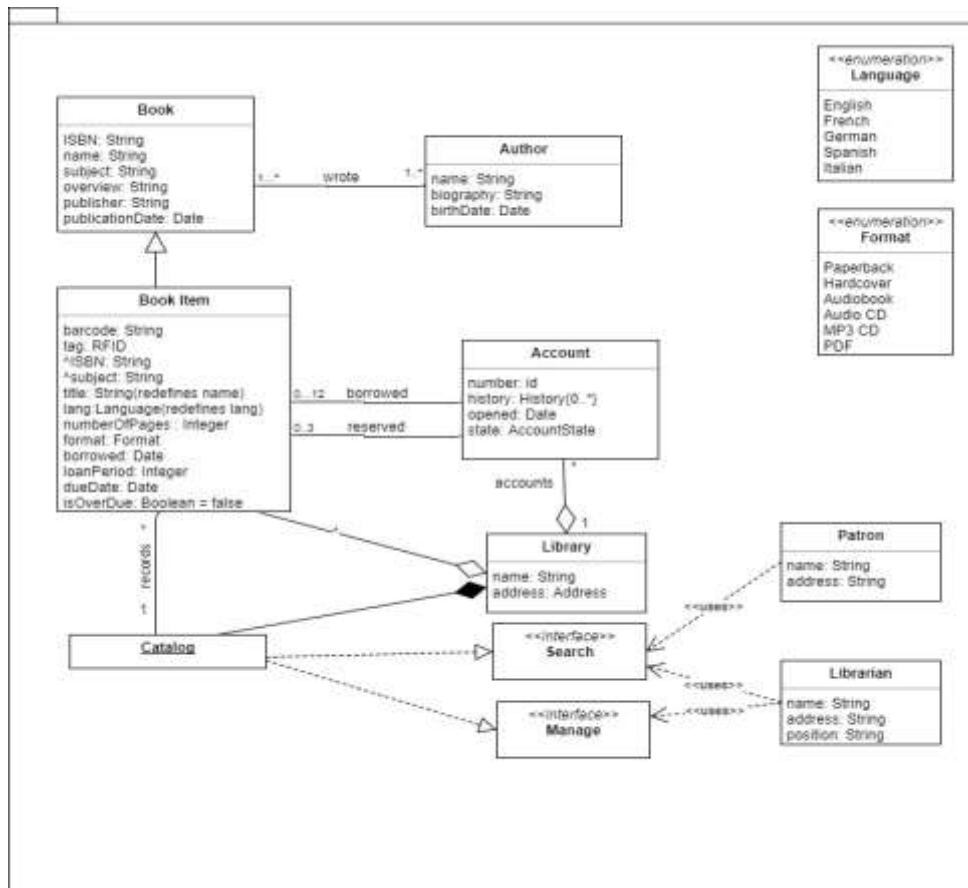 <<enumeration>>
Language
English
French
German
Spanish
Italian
Book
ISBN: String
name: String
subject: String
overview: String
publisher: String
publicationDate: Date
1..*
wrote
1..*
Author
name: String
biography: String
birthDate: Date
<<enumeration>>
Format
Paperback
Hardcover
Audiobook
Audio CD
MP3 CD
PDF
Book Item
barcode: String
tag: RFID
^ISBN: String
^subject: String
title: String(redefines name)
lang:Language(redefines lang)
numberOfPages : Integer
format: Format
borrowed: Date
loanPeriod: Integer
dueDate: Date
isOverDue: Boolean = false
0...12
borrowed
0..3
reserved
Account
number: id
history: History{0..*}
opened: Date
state: AccountState
*
accounts
1
*
records
1
*
Library
name: String
address: Address
Patron
name: String
address: String
<<uses>>
Catalog
<<interface>>
Search
<<uses>>
<<uses>>
<<interface>>
Manage
Librarian
name: String
address: String
position: String